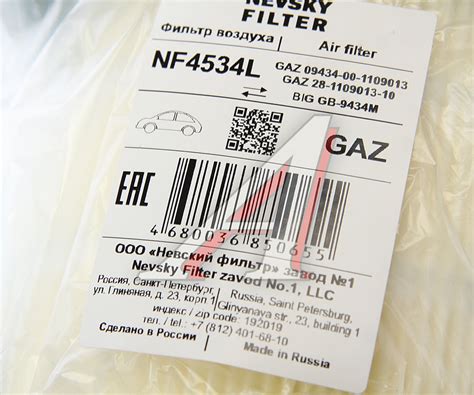 NEVSKY
FILTER
Фильтр воздуха
Air filter
NF4534L
GAZ 09434-00-1109013
GAZ 28-1109013-10
BIG GB-9434M
GAZ
EAC
4680036850655
ООО «Невский фильтр» завод №1
Nevsky Filter zavod No.1, LLC
Россия, Санкт-Петербург,
ул. Глиняная, д. 23, корп 1
Russia, Saint Petersburg,
Glinyanaya str., 23, building 1
индекс / zip code: 192019
тел / tel.: +7 (812) 401-68-10
Сделано в России
Made in Russia